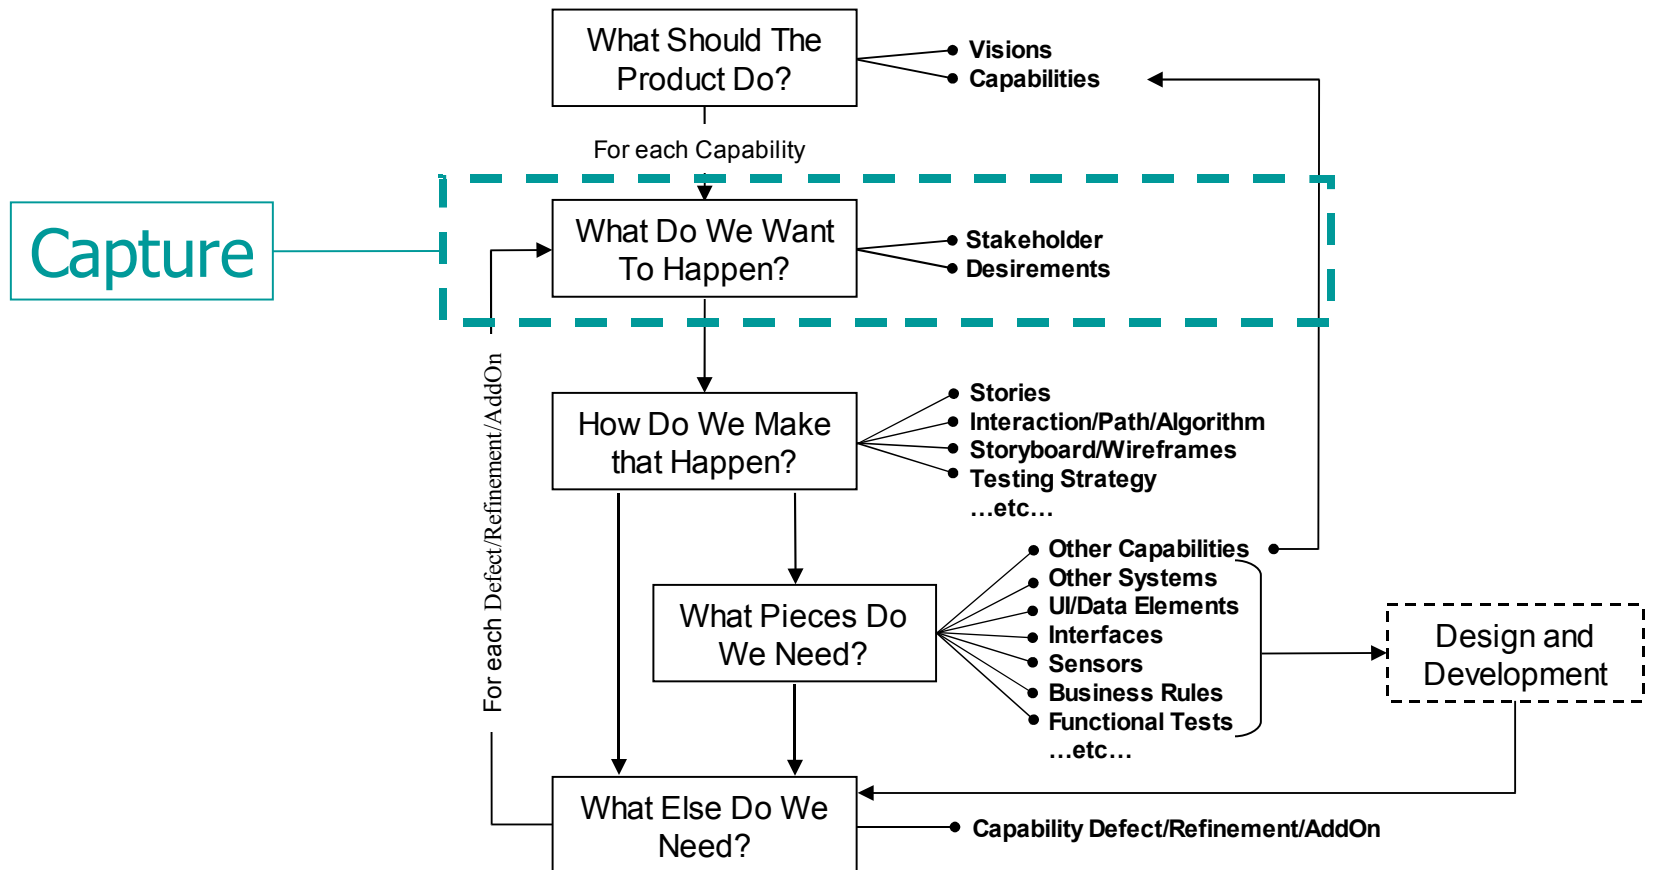 What Should The
Product Do?
Visions
Capabilities
For each Capability
Capture
What Do We Want
To Happen?
Stakeholder
Desirements
For each Defect/Refinement/AddOn
How Do We Make
that Happen?
Stories
Interaction/Path/Algorithm
Storyboard/Wireframes
Testing Strategy
…etc…
What Pieces Do
We Need?
Other Capabilities
Other Systems
UI/Data Elements
Interfaces
Sensors
Business Rules
Functional Tests
…etc…
Design and
Development
What Else Do We
Need?
Capability Defect/Refinement/AddOn